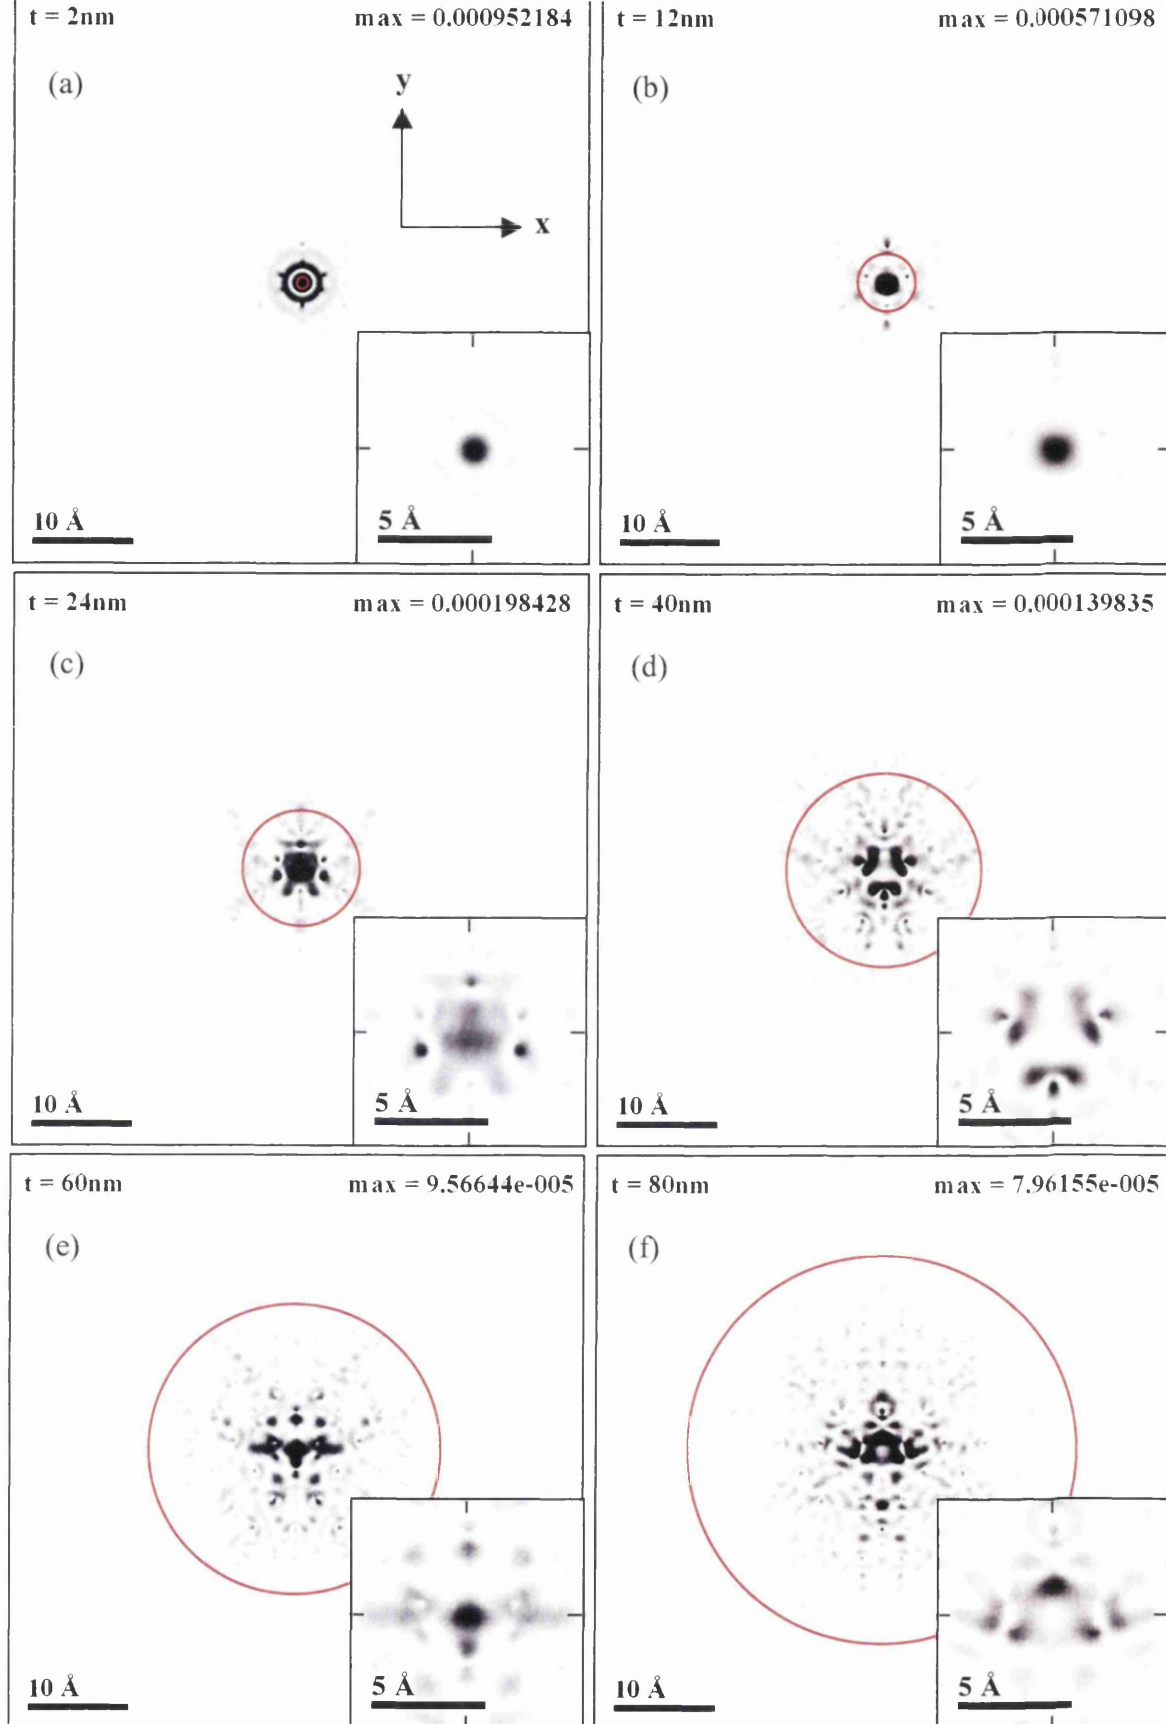 t = 2nm max = 0.000952184
(a)
y
x
10 Å
5 Å
t = 12nm max = 0.000571098
(b)
10 Å
5 Å
t = 24nm max = 0.000198428
(c)
10 Å
5 Å
t = 40nm max = 0.000139835
(d)
10 Å
5 Å
t = 60nm max = 9.56644e-005
(e)
10 Å
5 Å
t = 80nm max = 7.96155e-005
(f)
10 Å
5 Å